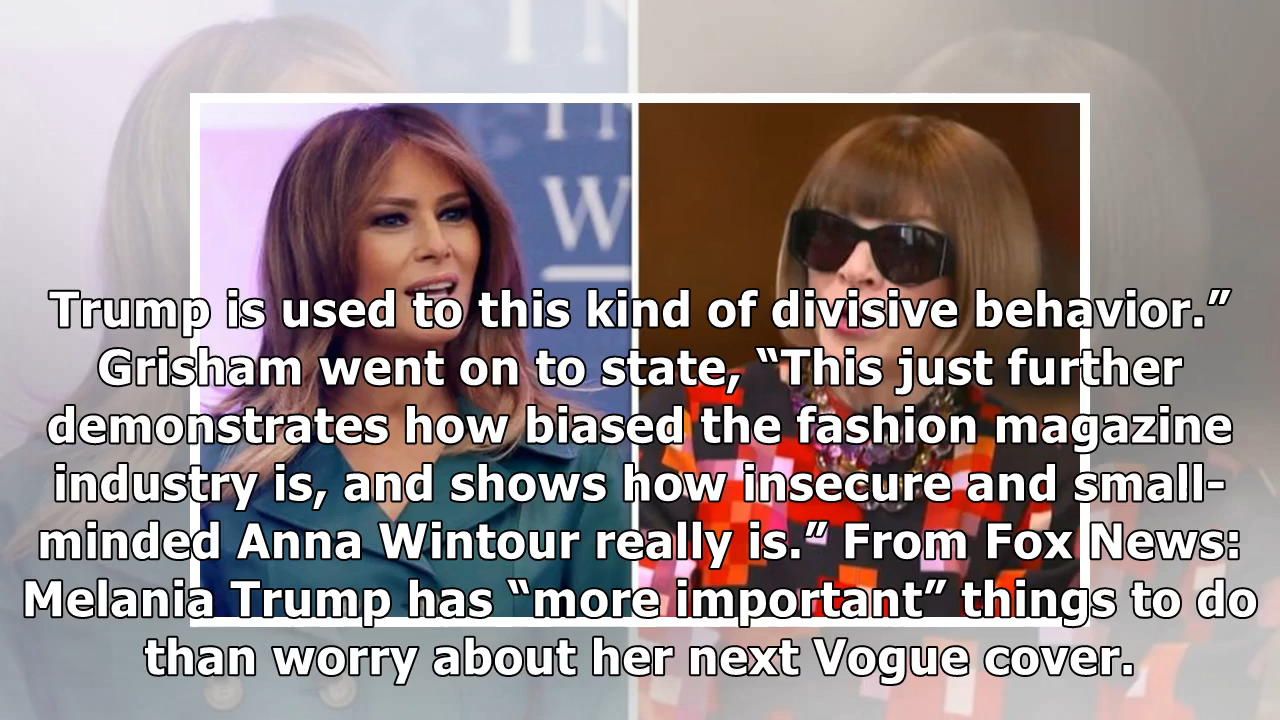 IN
W
Trump is used to this kind of divisive behavior.”
Grisham went on to state, “This just further
demonstrates how biased the fashion magazine
industry is, and shows how insecure and small-
minded Anna Wintour really is.” From Fox News:
Melania Trump has “more important” things to do
than worry about her next Vogue cover.